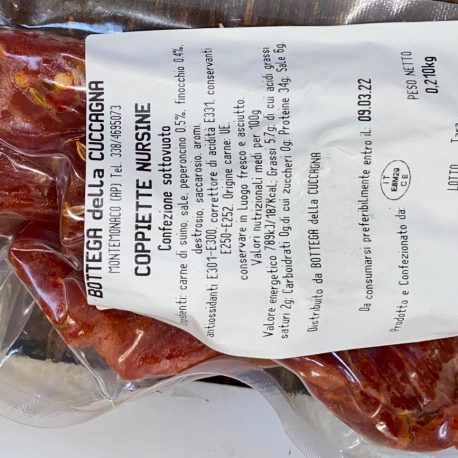 BOTTEGA della CUCCAGNA
MONTEMONACO (AP) Tel. 338/4695073
COPPIETTE NURSINE
Confezione sottovuoto
edienti: carne di suino, sale, peperoncino 0.5%, finocchio 0.4%,
destrosio, saccarosio, aromi,
antiossidanti E301-E300, correttore di acidità E331, conservanti
E250-E252. Origine carne: UE.
conservare in Luogo fresco e asciutto.
Valori nutrizionali medi per 100g
Valore energetico 789kJ/187Kcal; Grassi 5,7g, di cui acidi grassi
saturi 2g; Carboidrati 0g,di cui zuccheri 0g; Proteine 34g; Sale 6g.
Distribuito da BOTTEGA della CUCCAGNA
Da consumarsi preferibilmente entro il: 09.03.22
IT
CE
Prodotto e Confezionato da:
PESO NETTO
0,210kg
LOTTO
Tara